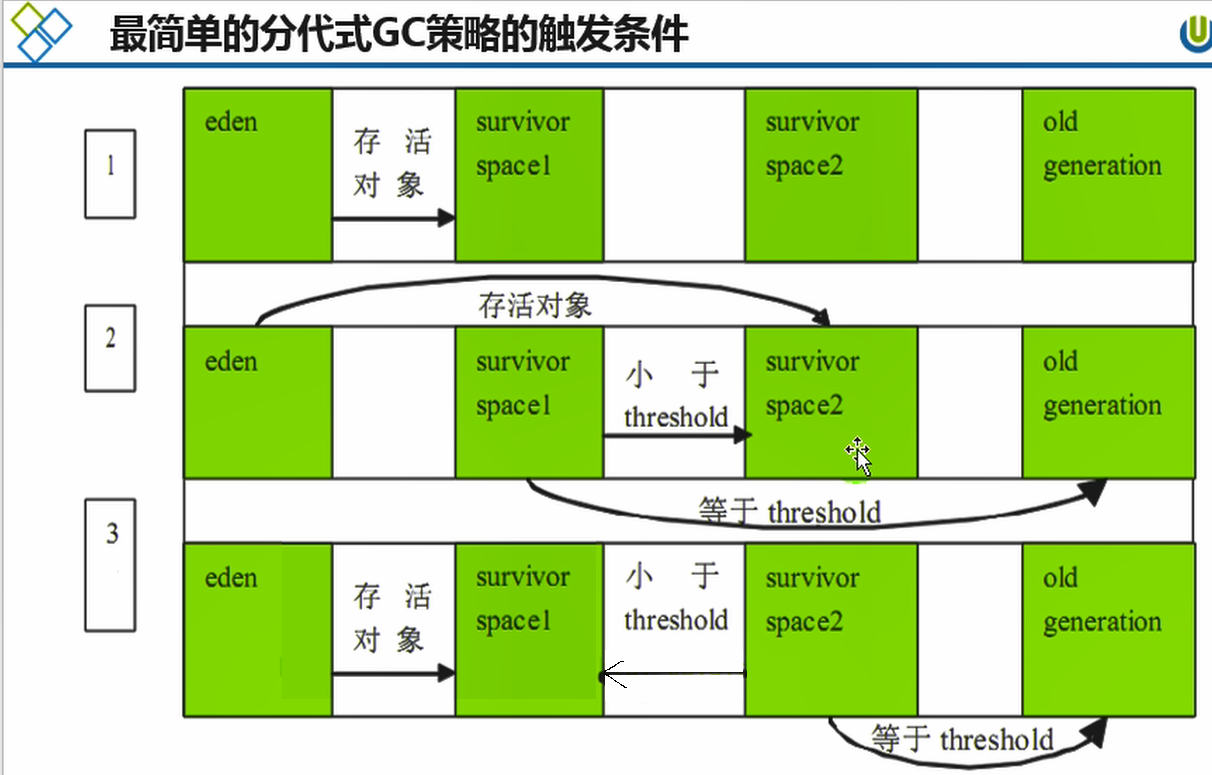 最简单的分代式GC策略的触发条件
U
1
eden
存 活
对 象
survivor
space1
survivor
space2
old
generation
存活对象
2
eden
survivor
space1
小 于
threshold
survivor
space2
old
generation
等于 threshold
3
eden
存 活
对 象
survivor
space1
小 于
threshold
survivor
space2
old
generation
等于 threshold